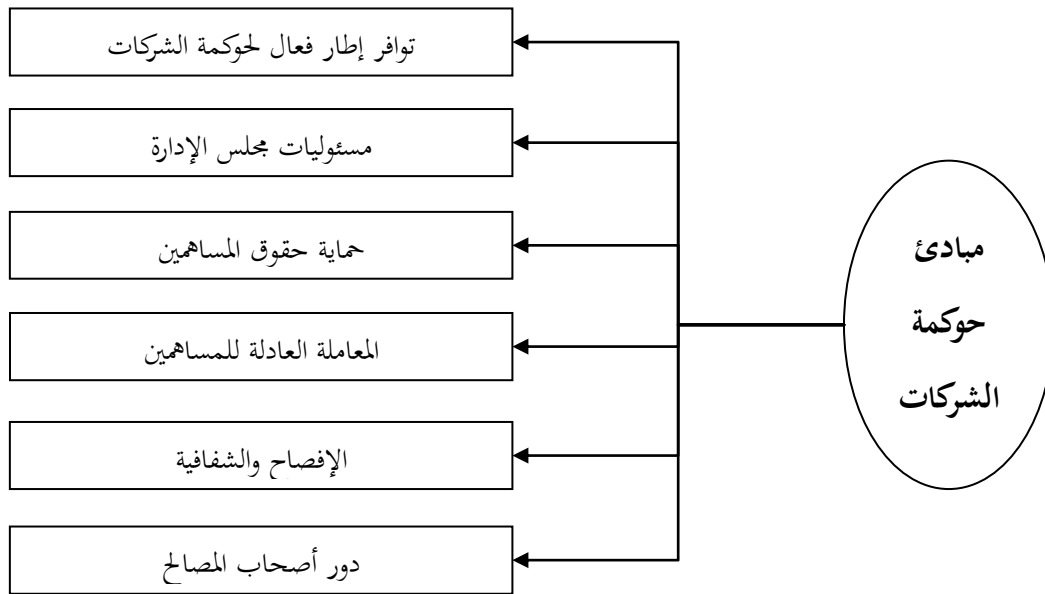 مبادئ
حوكمة
الشركات
توافر إطار فعال لحوكمة الشركات
مسئوليات مجلس الإدارة
حماية حقوق المساهمين
المعاملة العادلة للمساهمين
الإفصاح والشفافية
دور أصحاب المصالح